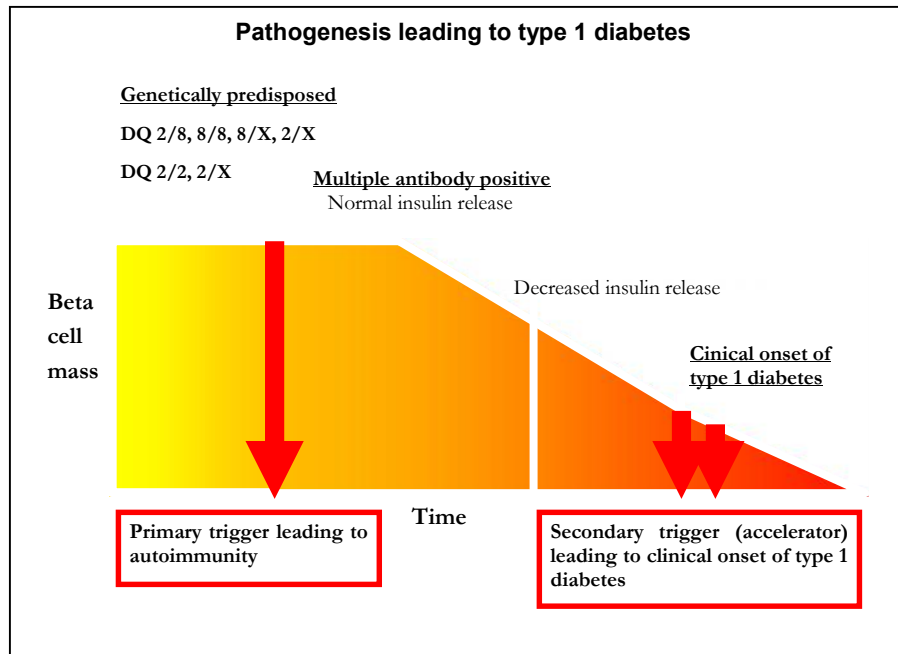 Pathogenesis leading to type 1 diabetes
Genetically predisposed
DQ 2/8, 8/8, 8/X, 2/X
DQ 2/2, 2/X
Multiple antibody positive
Normal insulin release
Decreased insulin release
Beta
cell
mass
Cinical onset of
type 1 diabetes
Time
Primary trigger leading to
autoimmunity
Secondary trigger (accelerator)
leading to clinical onset of type 1
diabetes